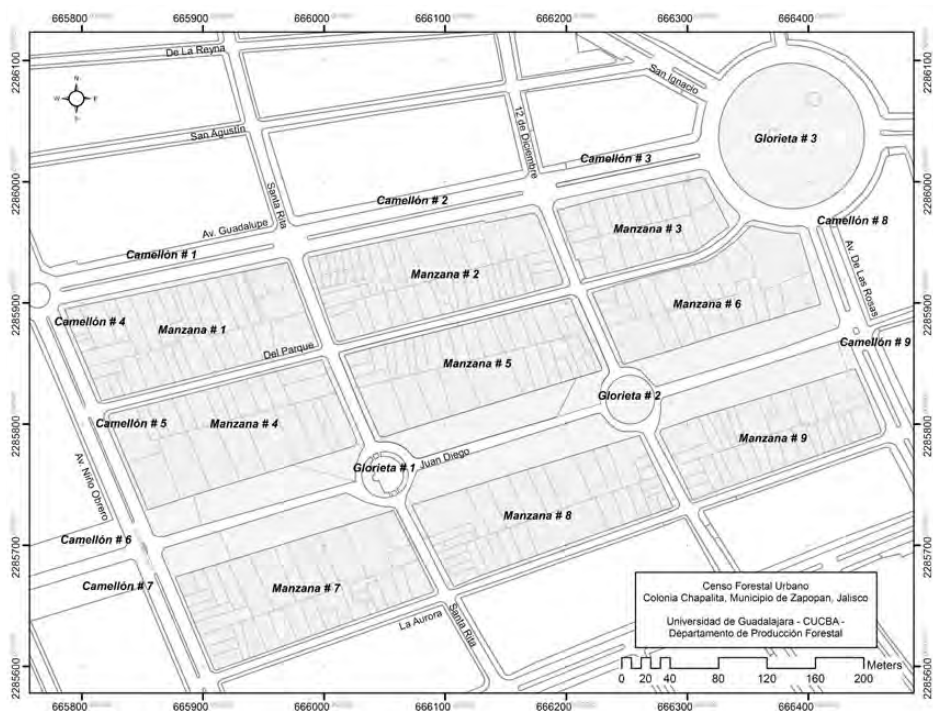 665800 665900 666000 666100 666200 666300 666400
2286100 2286100
De La Reyna
San Ignacio
N
W E
S
12 de Diciembre
San Agustín
Glorieta # 3
Camellón # 3
2286000 2286000
Santa Rita
Camellón # 2
Camellón # 8
Av. Guadalupe
Manzana # 3
Camellón # 1
Av. De Las Rosas
Manzana # 2
2285900 2285900
Manzana # 6
Camellón # 4
Manzana # 1
Camellón # 9
Del Parque
Manzana # 5
Glorieta # 2
Camellón # 5
Manzana # 4
2285800 2285800
Manzana # 9
Juan Diego
Glorieta # 1
Av. Niño Obrero
Manzana # 8
Camellón # 6
2285700 2285700
Camellón # 7
Manzana # 7
Censo Forestal Urbano
Colonia Chapalita, Municipio de Zapopan, Jalisco
Universidad de Guadalajara - CUCBA -
Departamento de Producción Forestal
La Aurora
Santa Rita
2285600 2285600
Meters
0 20 40 80 120 160 200
665800 665900 666000 666100 666200 666300 666400